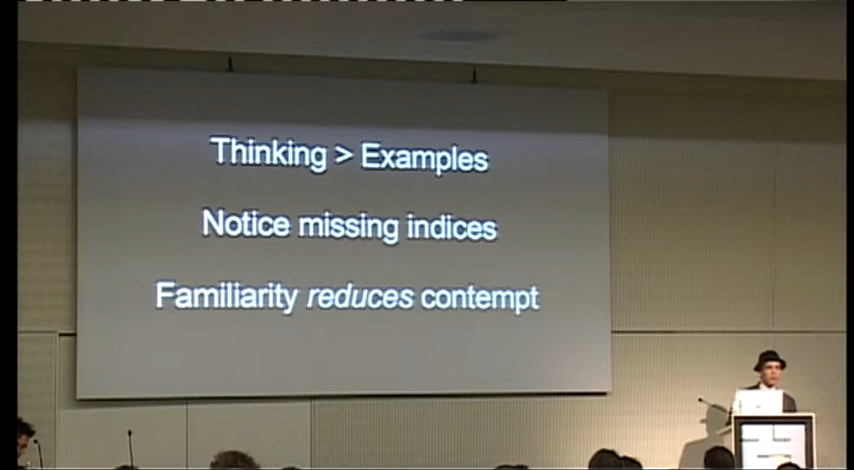 Thinking > Examples
Notice missing indices
Familiarity reduces contempt